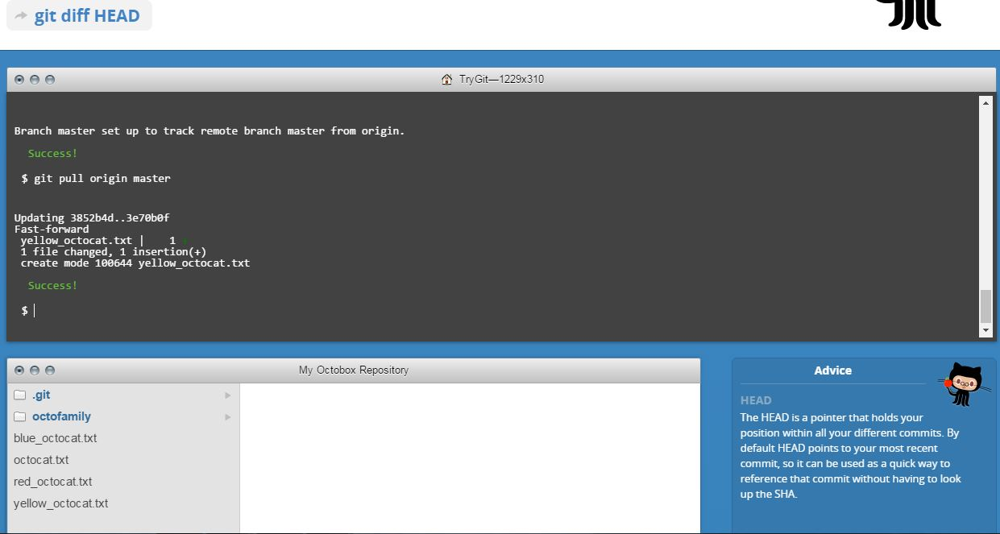 git diff HEAD
TryGit—1229x310
Branch master set up to track remote branch master from origin.
Success!
$ git pull origin master
Updating 3852b4d..3e70b0f
Fast-forward
yellow_octocat.txt |    1 +
1 file changed, 1 insertion(+)
create mode 100644 yellow_octocat.txt
Success!
$
My Octobox Repository
.git
octofamily
blue_octocat.txt
octocat.txt
red_octocat.txt
yellow_octocat.txt
Advice
HEAD
The HEAD is a pointer that holds your
position within all your different commits. By
default HEAD points to your most recent
commit, so it can be used as a quick way to
reference that commit without having to look
up the SHA.